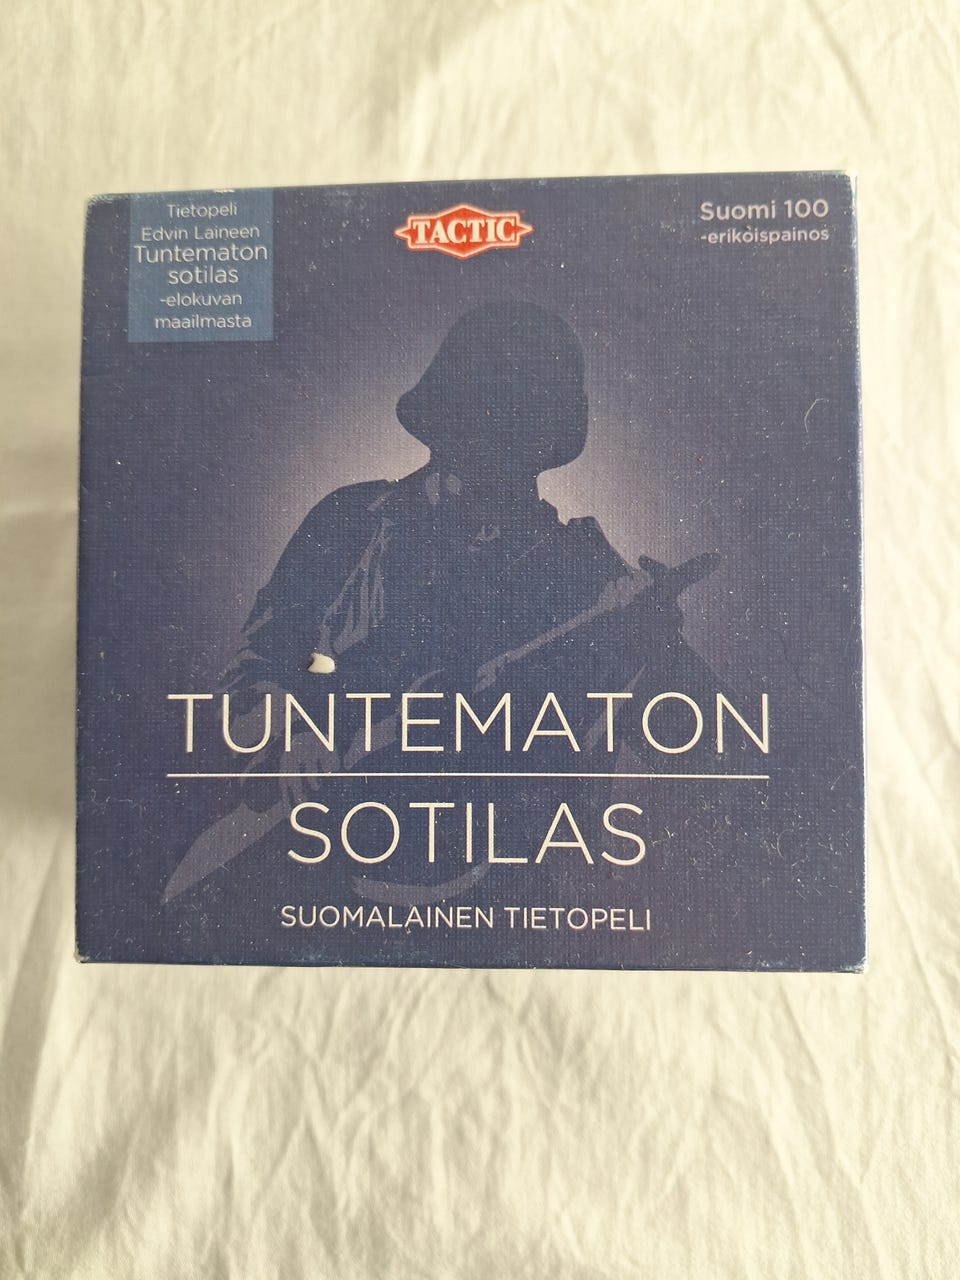 Tietopeli
Edvin Laineen
Tuntematon
sotilas
-elokuvan
maailmasta
TACTIC
Suomi 100
-erikoispainos
TUNTEMATON
SOTILAS
SUOMALAINEN TIETOPELI